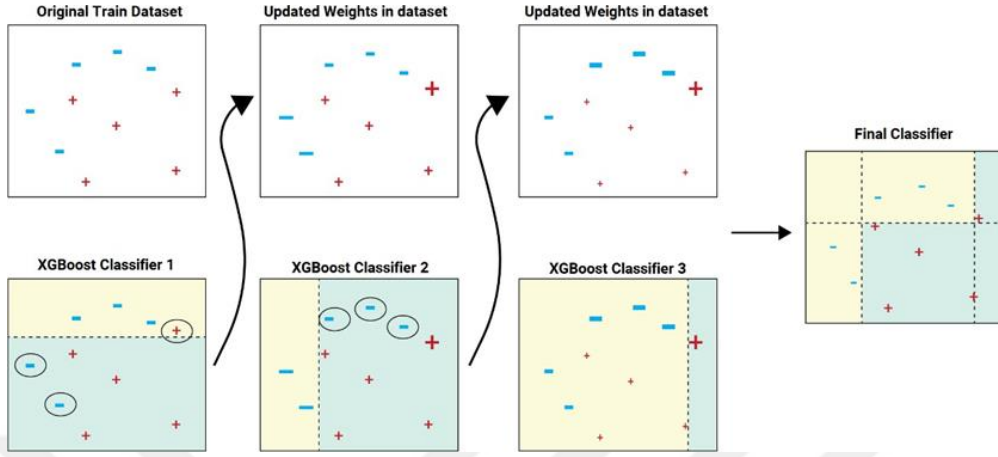 Original Train Dataset
Updated Weights in dataset
Updated Weights in dataset
Final Classifier
XGBoost Classifier 1
XGBoost Classifier 2
XGBoost Classifier 3